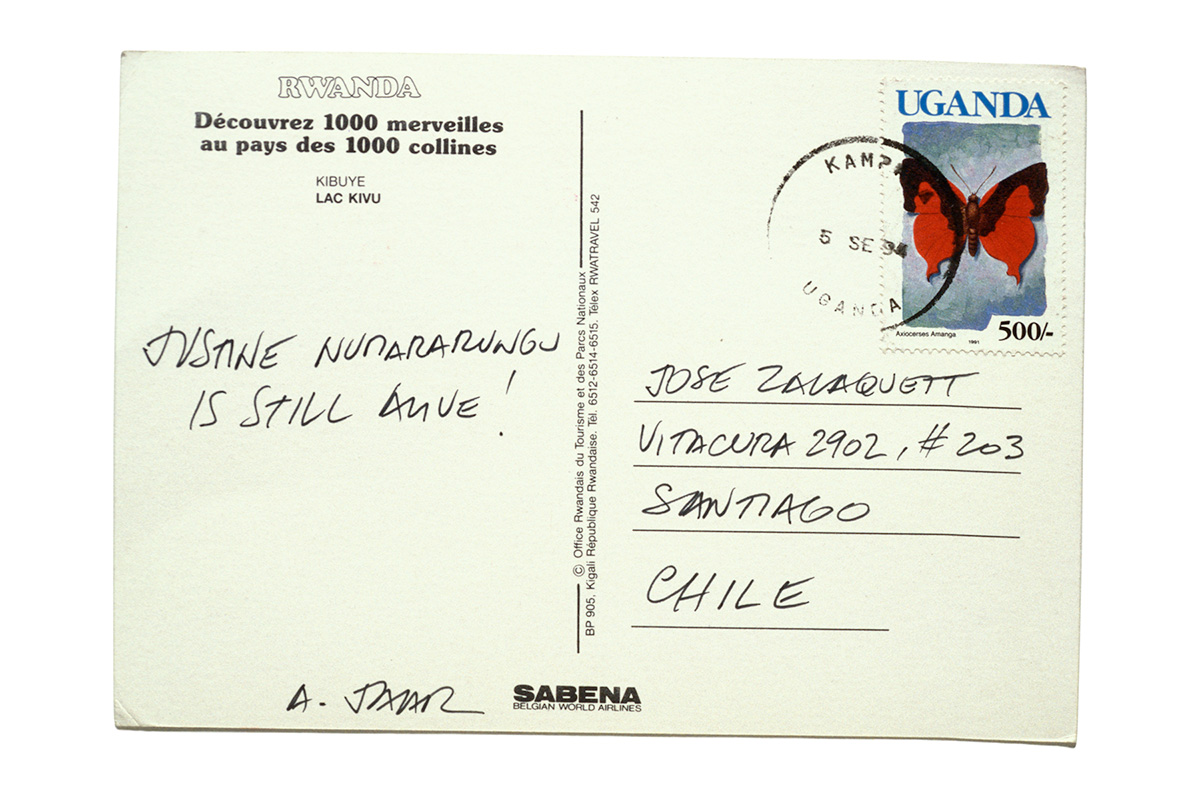 RWANDA
Découvrez 1000 merveilles
au pays des 1000 collines
KIBUYE
LAC KIVU
JUSTINE NUMARARUNGU
IS STILL ALIVE!
A. JAAR
© Office Rwandais du Tourisme et des Parcs Nationaux
BP 905. Kigali République Rwandaise. Tél. 6512-6514-6515. Télex RWATRAVEL 542
SABENA
BELGIAN WORLD AIRLINES
UGANDA
Axiocerses Amanga
1991
500/-
KAMPA
5 SE 94
UGANDA
JOSE ZALAQUETT
VITACURA 2902, # 203
SANTIAGO
CHILE